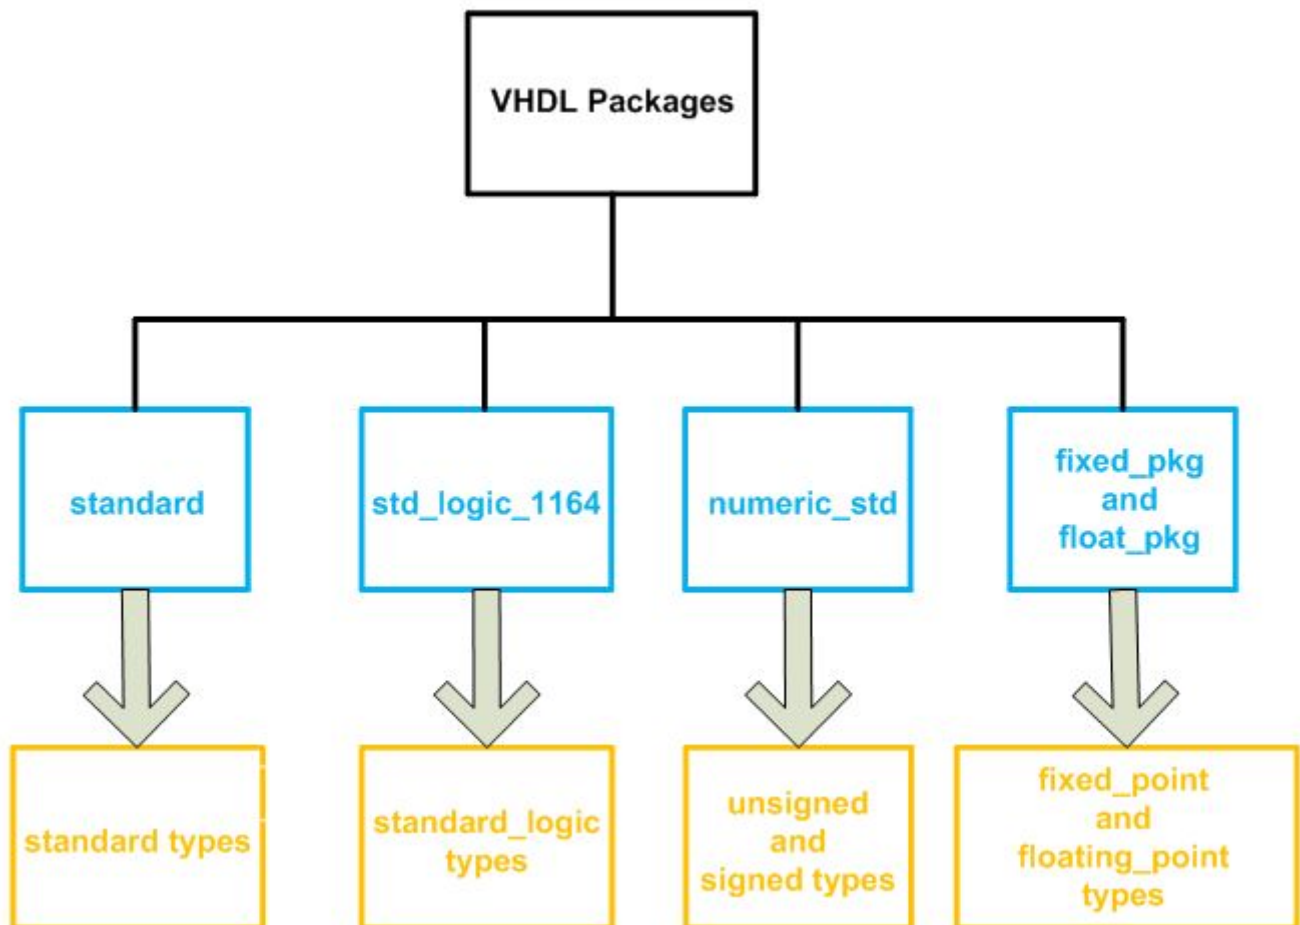 VHDL Packages
standard
std_logic_1164
numeric_std
fixed_pkg
and
float_pkg
standard types
standard_logic
types
unsigned
and
signed types
fixed_point
and
floating_point
types